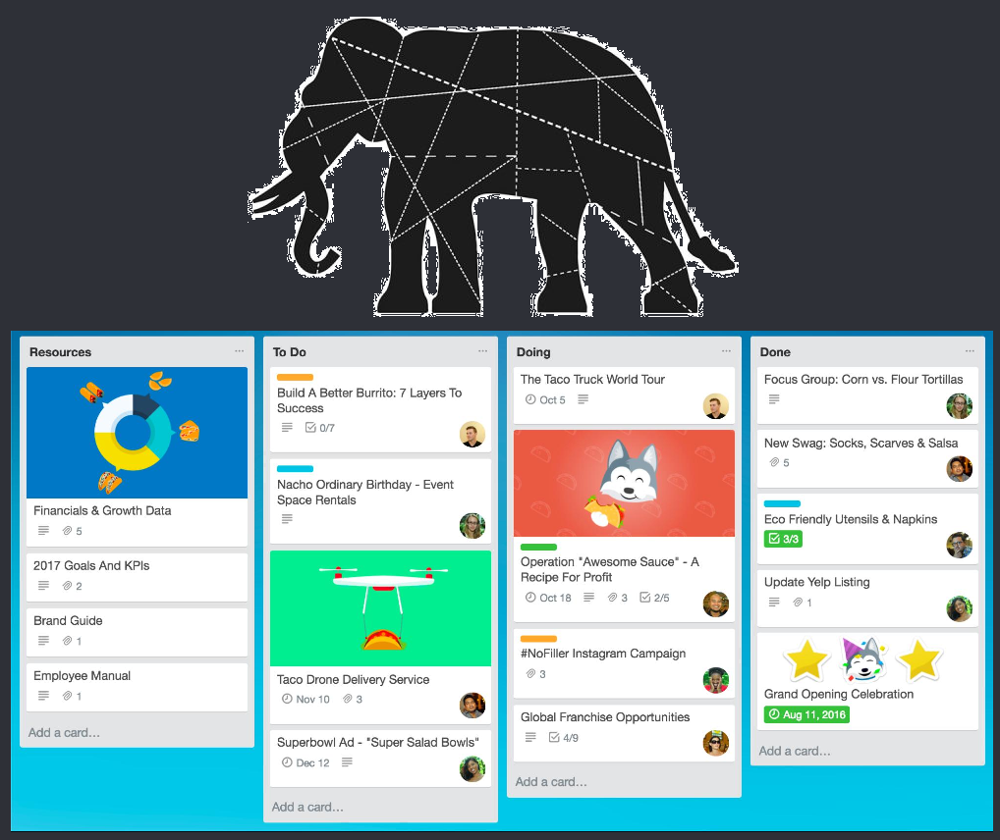 Resources
...
Financials & Growth Data
5
2017 Goals And KPIs
2
Brand Guide
1
Employee Manual
1
Add a card...
To Do
...
Build A Better Burrito: 7 Layers To
Success
0/7
Nacho Ordinary Birthday - Event
Space Rentals
Taco Drone Delivery Service
Nov 10 3
Superbowl Ad - "Super Salad Bowls"
Dec 12
Add a card...
Doing
...
The Taco Truck World Tour
Oct 5
Operation "Awesome Sauce" - A
Recipe For Profit
Oct 18 3 2/5
#NoFiller Instagram Campaign
3
Global Franchise Opportunities
4/9
Add a card...
Done
...
Focus Group: Corn vs. Flour Tortillas
New Swag: Socks, Scarves & Salsa
5
Eco Friendly Utensils & Napkins
3/3
Update Yelp Listing
1
Grand Opening Celebration
Aug 11, 2016
Add a card...